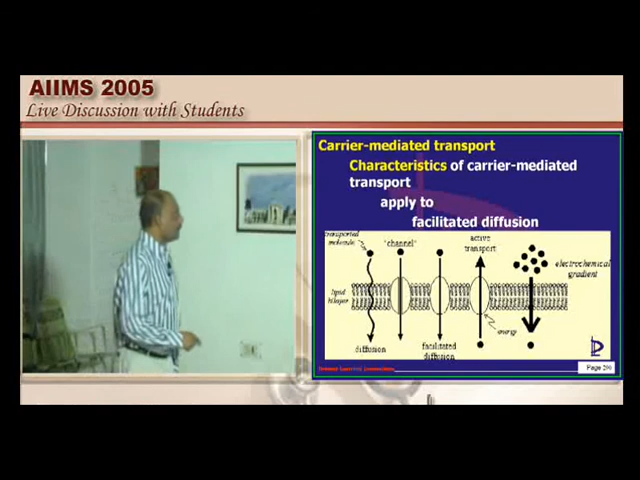 AIIMS 2005
Live Discussion with Students
Carrier-mediated transport
Characteristics of carrier-mediated
transport
apply to
facilitated diffusion
transported
molecule
"channel"
active
transport
electrochemical
gradient
lipid
bilayer
energy
diffusion
facilitated
diffusion
Page